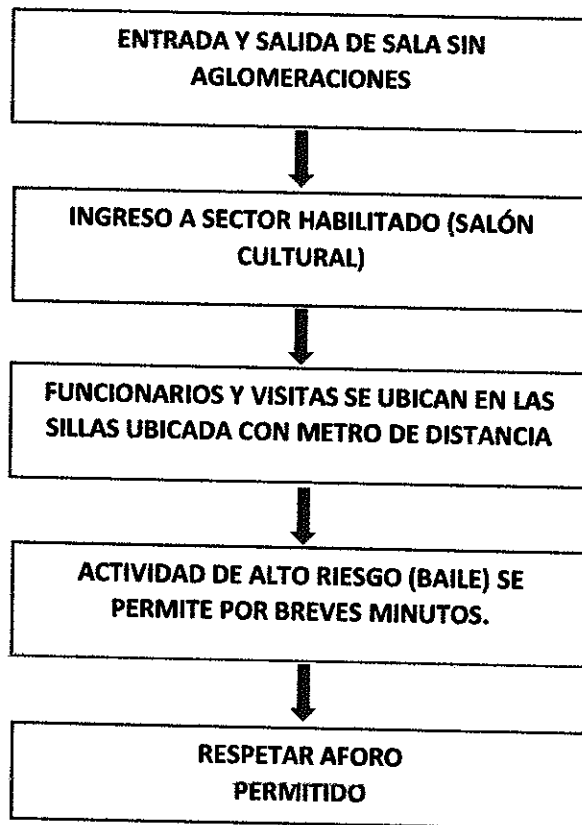 ENTRADA Y SALIDA DE SALA SIN
AGLOMERACIONES
INGRESO A SECTOR HABILITADO (SALÓN
CULTURAL)
FUNCIONARIOS Y VISITAS SE UBICAN EN LAS
SILLAS UBICADA CON METRO DE DISTANCIA
ACTIVIDAD DE ALTO RIESGO (BAILE) SE
PERMITE POR BREVES MINUTOS.
RESPETAR AFORO
PERMITIDO